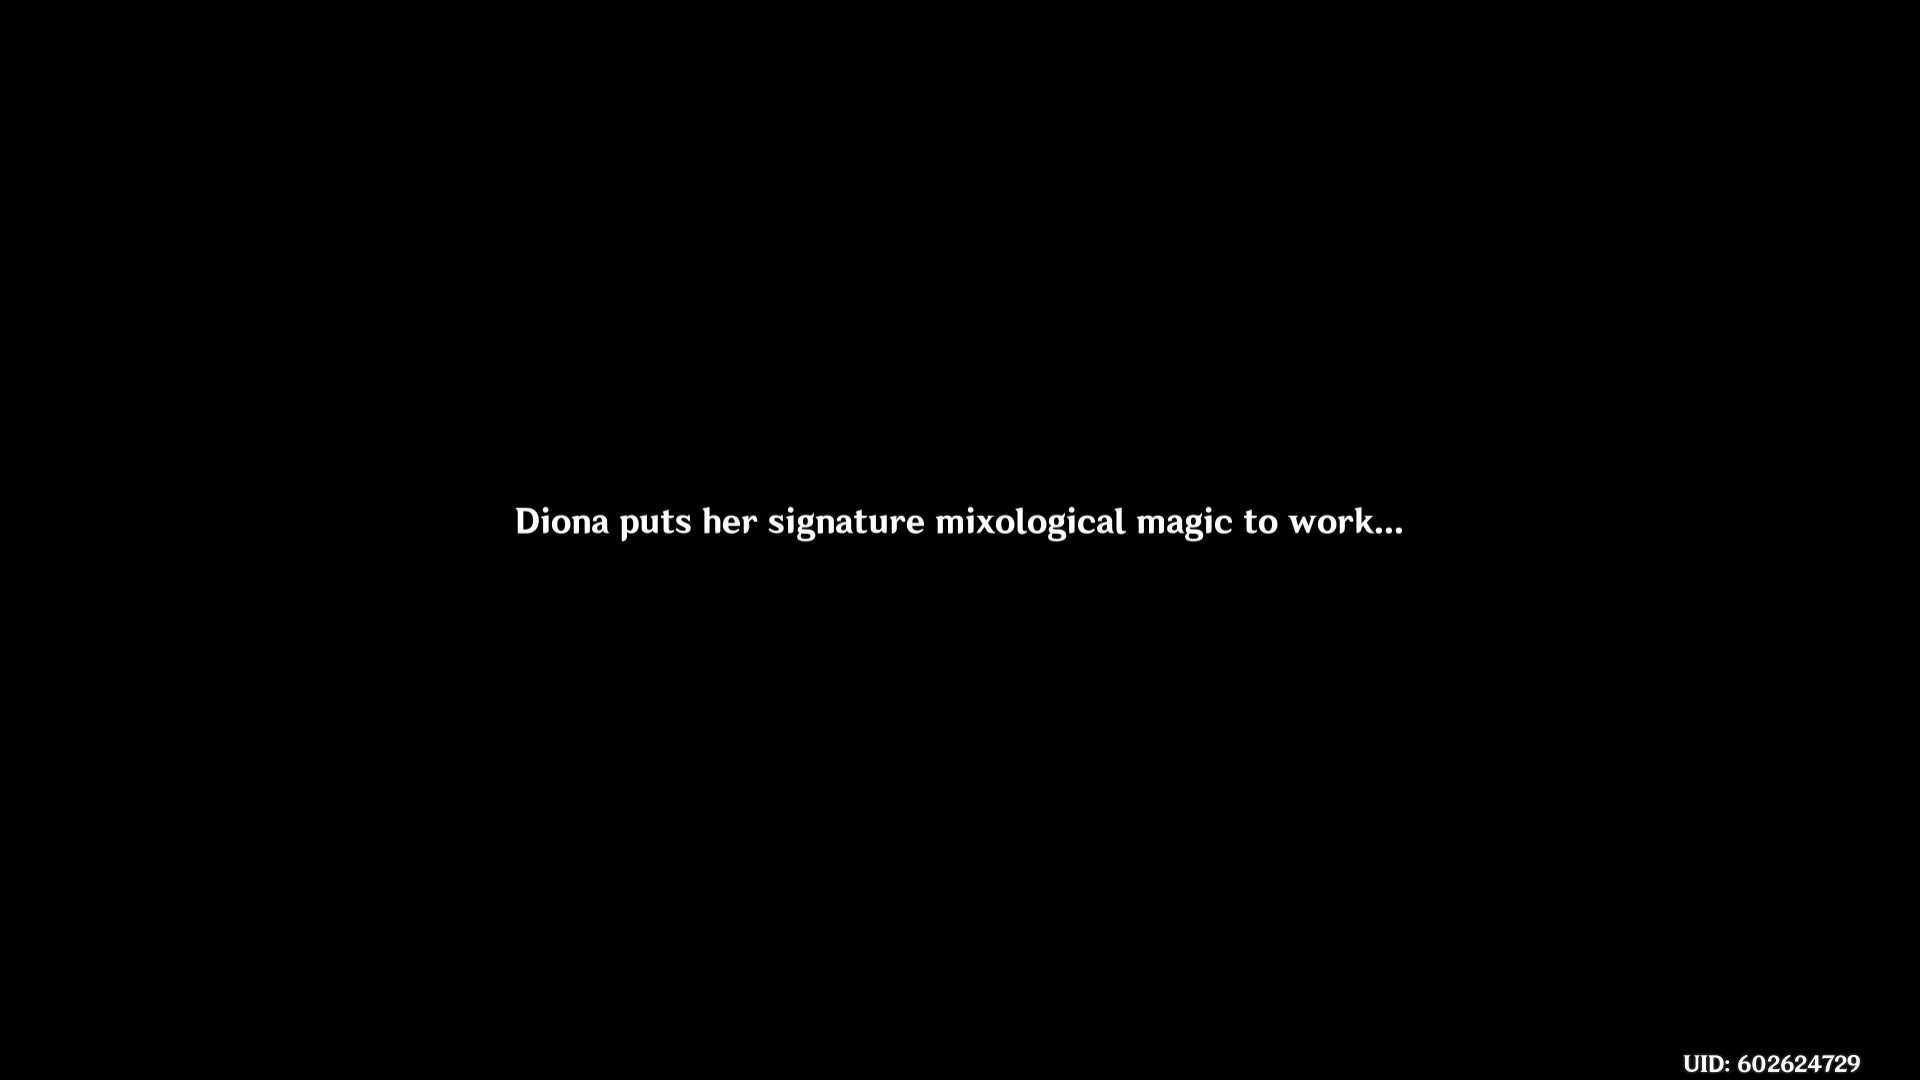 Diona puts her signature mixological magic to work...
UID: 602624729